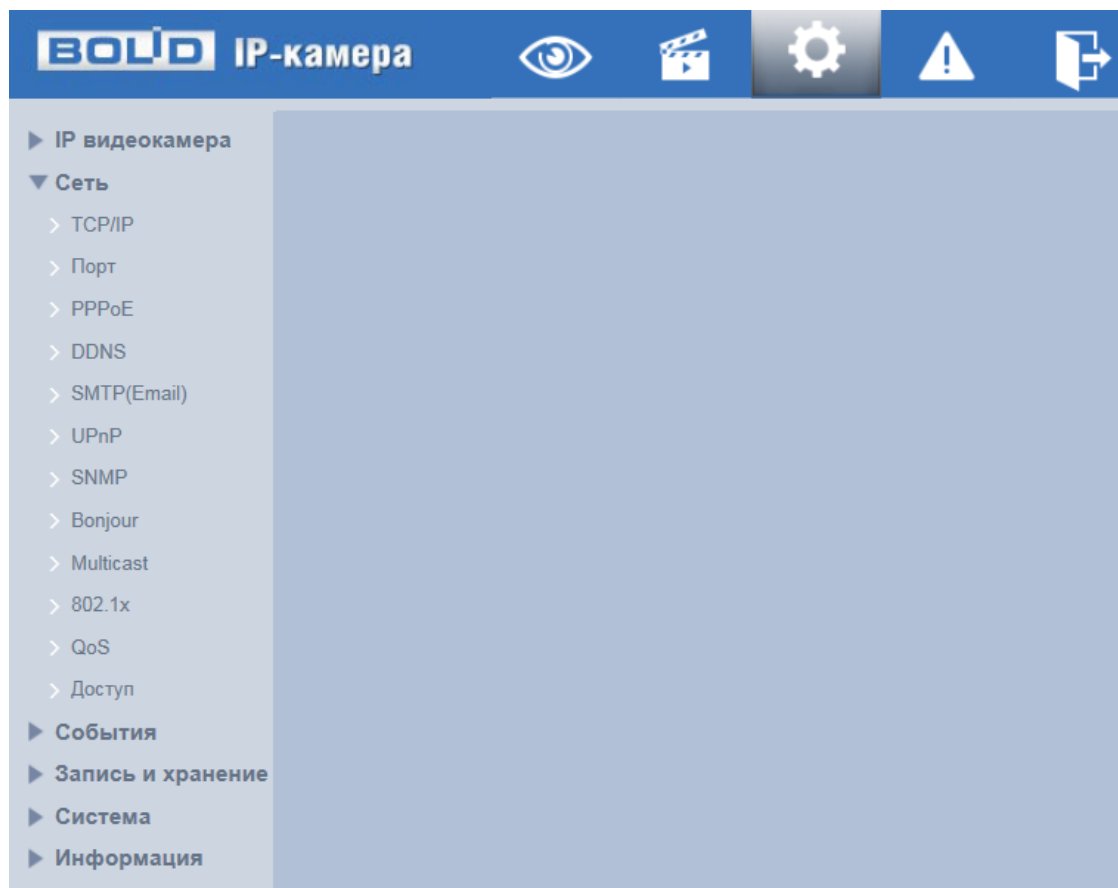 BOLID IP-камера
IP видеокамера
Сеть
TCP/IP
Порт
PPPoE
DDNS
SMTP(Email)
UPnP
SNMP
Bonjour
Multicast
802.1x
QoS
Доступ
События
Запись и хранение
Система
Информация